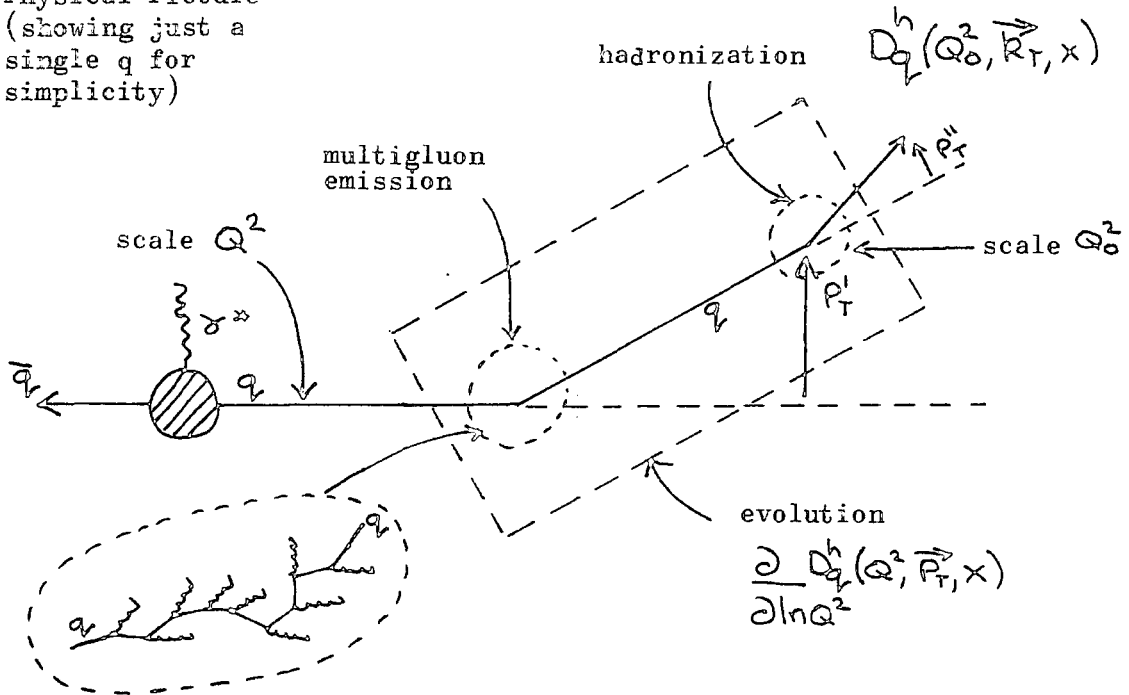 Physical Picture
(showing just a
single q for
simplicity)
hadronization
D_q^h(Q_0^2, \vec{k}_T, x)
multigluon
emission
P_T''
scale Q^2
scale Q_0^2
P_T'
γ*
q
q̄
q
evolution
∂/∂lnQ^2 D_q^h(Q^2, \vec{P}_T, x)
q
q